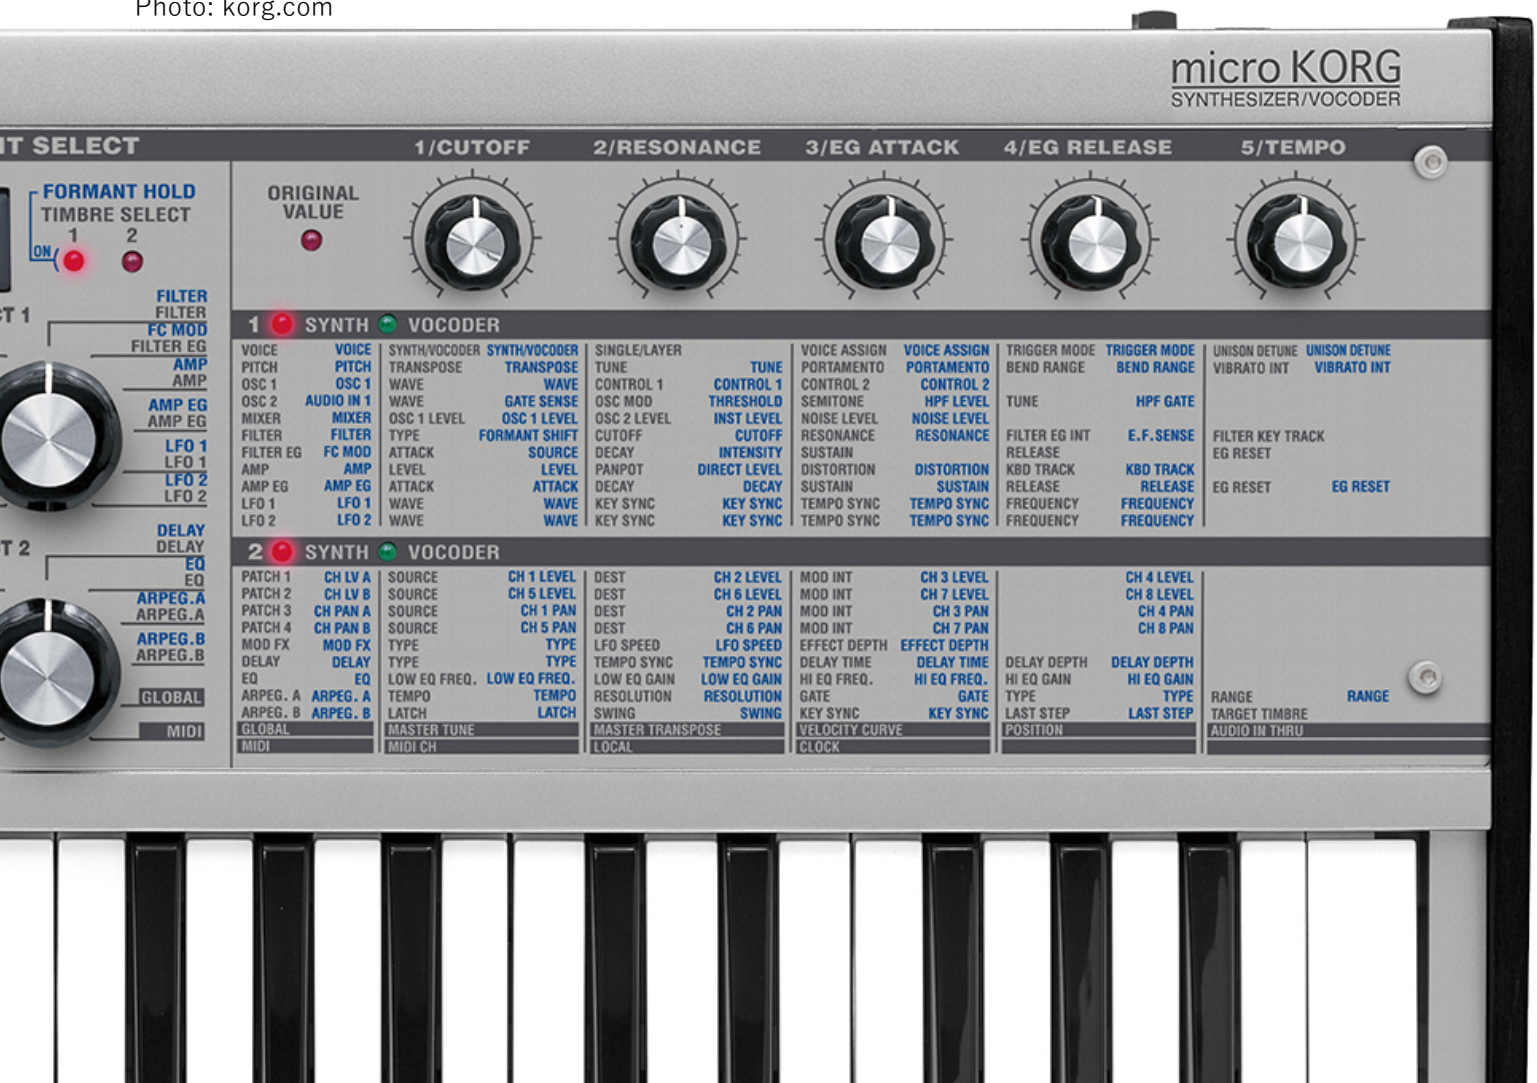 Photo: korg.com
micro KORG
SYNTHESIZER/VOCODER
IT SELECT
1/CUTOFF 2/RESONANCE 3/EG ATTACK 4/EG RELEASE 5/TEMPO
FORMANT HOLD
TIMBRE SELECT
1 2
ON
ORIGINAL
VALUE
CT 1
FILTER
FILTER
FC MOD
FILTER EG
AMP
AMP
AMP EG
AMP EG
LFO 1
LFO 1
LFO 2
LFO 2
T 2
DELAY
DELAY
EQ
EQ
ARPEG.A
ARPEG.A
ARPEG.B
ARPEG.B
GLOBAL
MIDI
1 SYNTH VOCODER
VOICE VOICE SYNTH/VOCODER SYNTH/VOCODER SINGLE/LAYER VOICE ASSIGN VOICE ASSIGN TRIGGER MODE TRIGGER MODE UNISON DETUNE UNISON DETUNE
PITCH PITCH TRANSPOSE TRANSPOSE TUNE TUNE PORTAMENTO PORTAMENTO BEND RANGE BEND RANGE VIBRATO INT VIBRATO INT
OSC 1 OSC 1 WAVE WAVE CONTROL 1 CONTROL 1 CONTROL 2 CONTROL 2
OSC 2 AUDIO IN 1 WAVE GATE SENSE OSC MOD THRESHOLD SEMITONE HPF LEVEL TUNE HPF GATE
MIXER MIXER OSC 1 LEVEL OSC 1 LEVEL OSC 2 LEVEL INST LEVEL NOISE LEVEL NOISE LEVEL
FILTER FILTER TYPE FORMANT SHIFT CUTOFF CUTOFF RESONANCE RESONANCE FILTER EG INT E.F.SENSE FILTER KEY TRACK
FILTER EG FC MOD ATTACK SOURCE DECAY INTENSITY SUSTAIN RELEASE EG RESET
AMP AMP LEVEL LEVEL PANPOT DIRECT LEVEL DISTORTION DISTORTION KBD TRACK KBD TRACK
AMP EG AMP EG ATTACK ATTACK DECAY DECAY SUSTAIN SUSTAIN RELEASE RELEASE EG RESET EG RESET
LFO 1 LFO 1 WAVE WAVE KEY SYNC KEY SYNC TEMPO SYNC TEMPO SYNC FREQUENCY FREQUENCY
LFO 2 LFO 2 WAVE WAVE KEY SYNC KEY SYNC TEMPO SYNC TEMPO SYNC FREQUENCY FREQUENCY
2 SYNTH VOCODER
PATCH 1 CH LV A SOURCE CH 1 LEVEL DEST CH 2 LEVEL MOD INT CH 3 LEVEL CH 4 LEVEL
PATCH 2 CH LV B SOURCE CH 5 LEVEL DEST CH 6 LEVEL MOD INT CH 7 LEVEL CH 8 LEVEL
PATCH 3 CH PAN A SOURCE CH 1 PAN DEST CH 2 PAN MOD INT CH 3 PAN CH 4 PAN
PATCH 4 CH PAN B SOURCE CH 5 PAN DEST CH 6 PAN MOD INT CH 7 PAN CH 8 PAN
MOD FX MOD FX TYPE TYPE LFO SPEED LFO SPEED EFFECT DEPTH EFFECT DEPTH
DELAY DELAY TYPE TYPE TEMPO SYNC TEMPO SYNC DELAY TIME DELAY TIME DELAY DEPTH DELAY DEPTH
EQ EQ LOW EQ FREQ. LOW EQ FREQ. LOW EQ GAIN LOW EQ GAIN HI EQ FREQ. HI EQ FREQ. HI EQ GAIN HI EQ GAIN
ARPEG. A ARPEG. A TEMPO TEMPO RESOLUTION RESOLUTION GATE GATE TYPE TYPE RANGE RANGE
ARPEG. B ARPEG. B LATCH LATCH SWING SWING KEY SYNC KEY SYNC LAST STEP LAST STEP TARGET TIMBRE
GLOBAL MASTER TUNE MASTER TRANSPOSE VELOCITY CURVE POSITION AUDIO IN THRU
MIDI MIDI CH LOCAL CLOCK